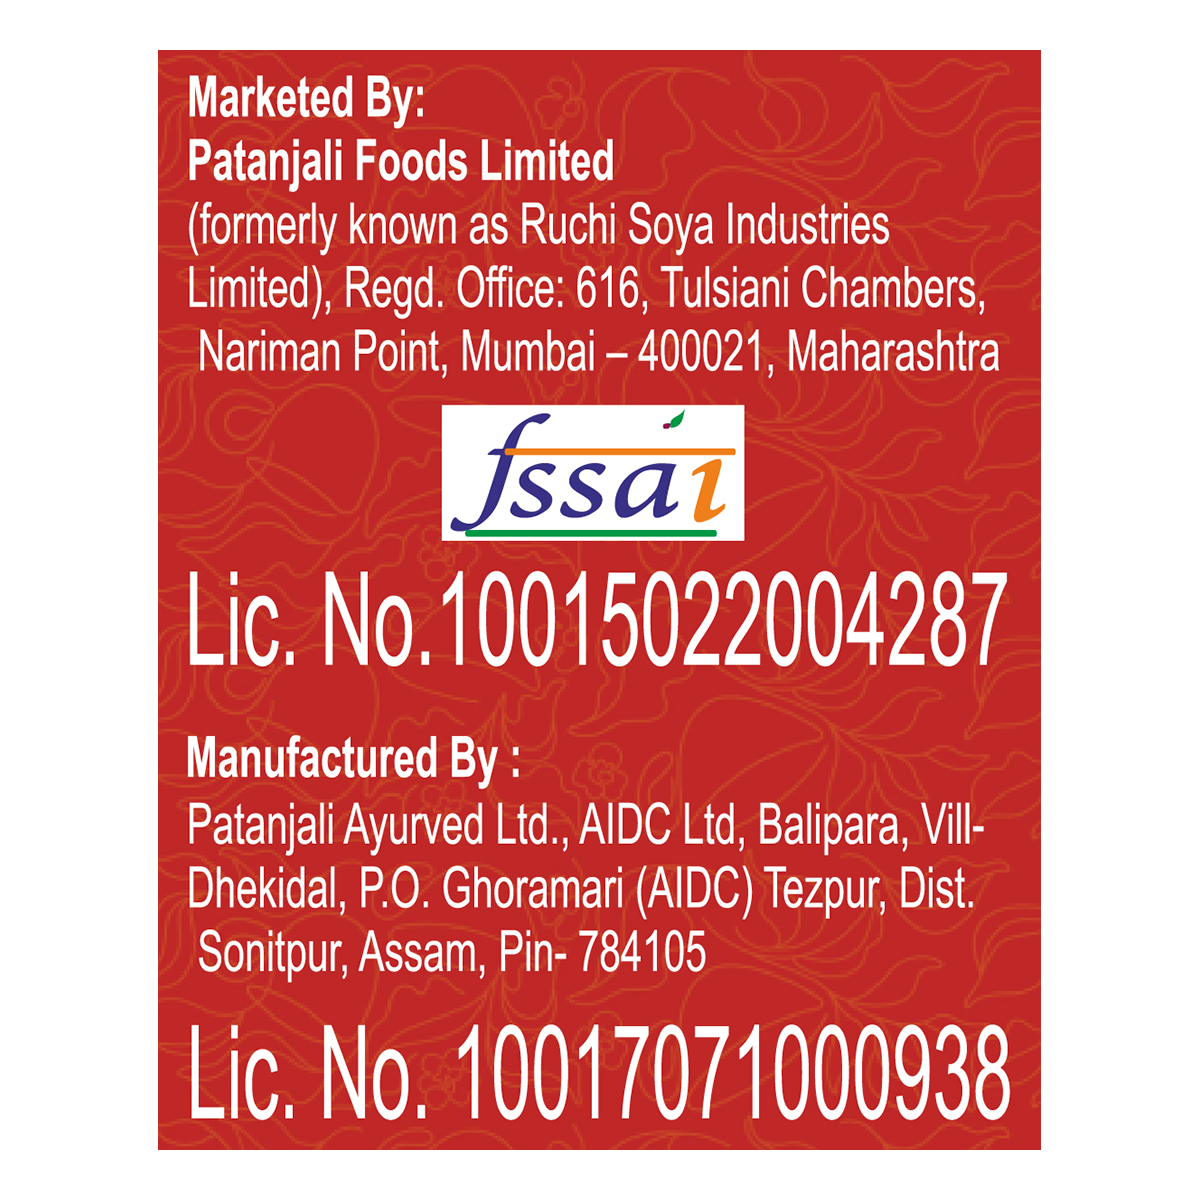 Marketed By:
Patanjali Foods Limited
(formerly known as Ruchi Soya Industries
Limited), Regd. Office: 616, Tulsiani Chambers,
Nariman Point, Mumbai – 400021, Maharashtra
fssai
Lic. No.10015022004287
Manufactured By :
Patanjali Ayurved Ltd., AIDC Ltd, Balipara, Vill-
Dhekidal, P.O. Ghoramari (AIDC) Tezpur, Dist.
Sonitpur, Assam, Pin- 784105
Lic. No. 10017071000938